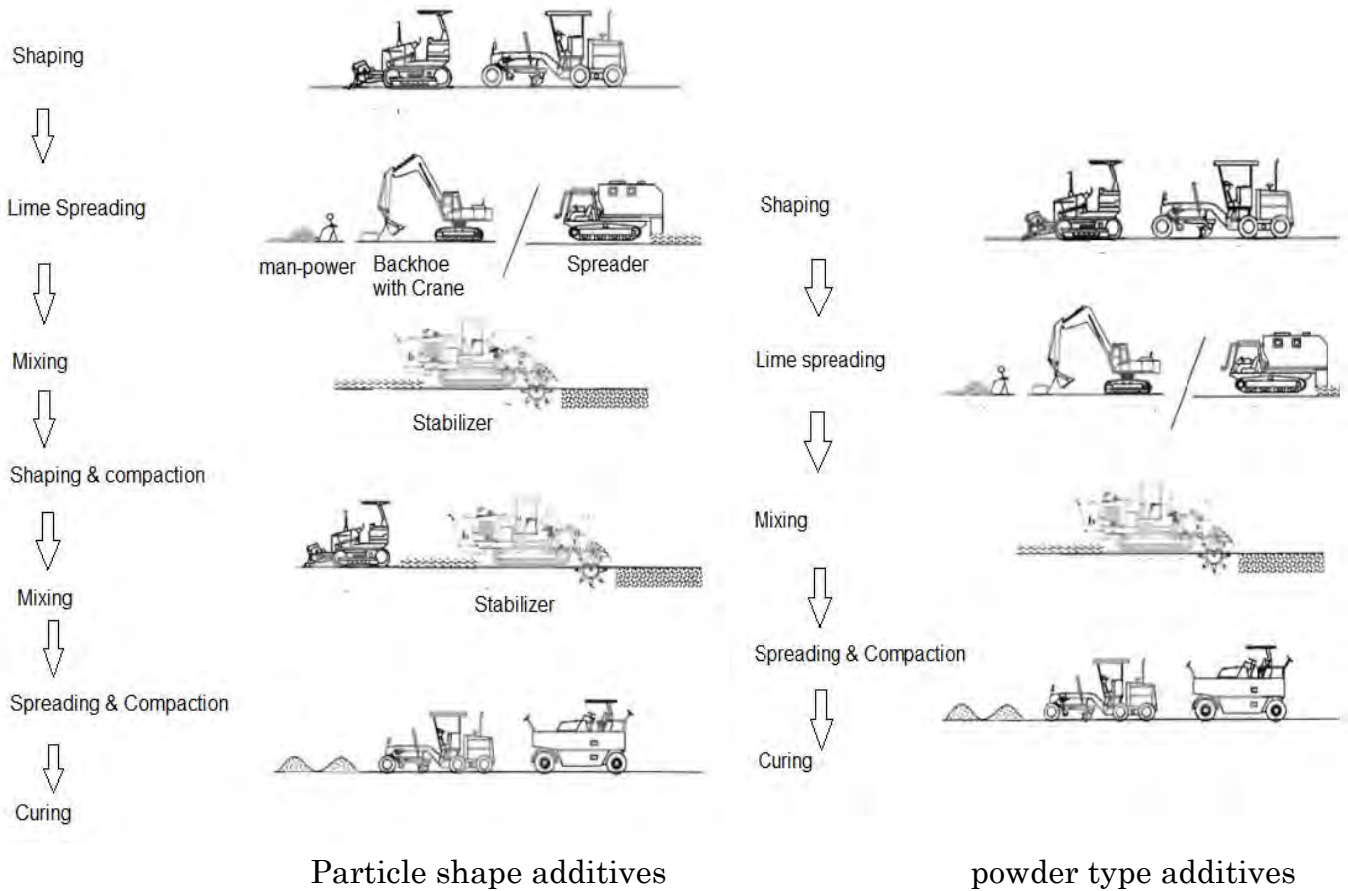 Shaping
Lime Spreading
man-power
Backhoe
with Crane
Spreader
Mixing
Stabilizer
Shaping & compaction
Mixing
Stabilizer
Spreading & Compaction
Curing
Particle shape additives
Shaping
Lime spreading
Mixing
Spreading & Compaction
Curing
powder type additives